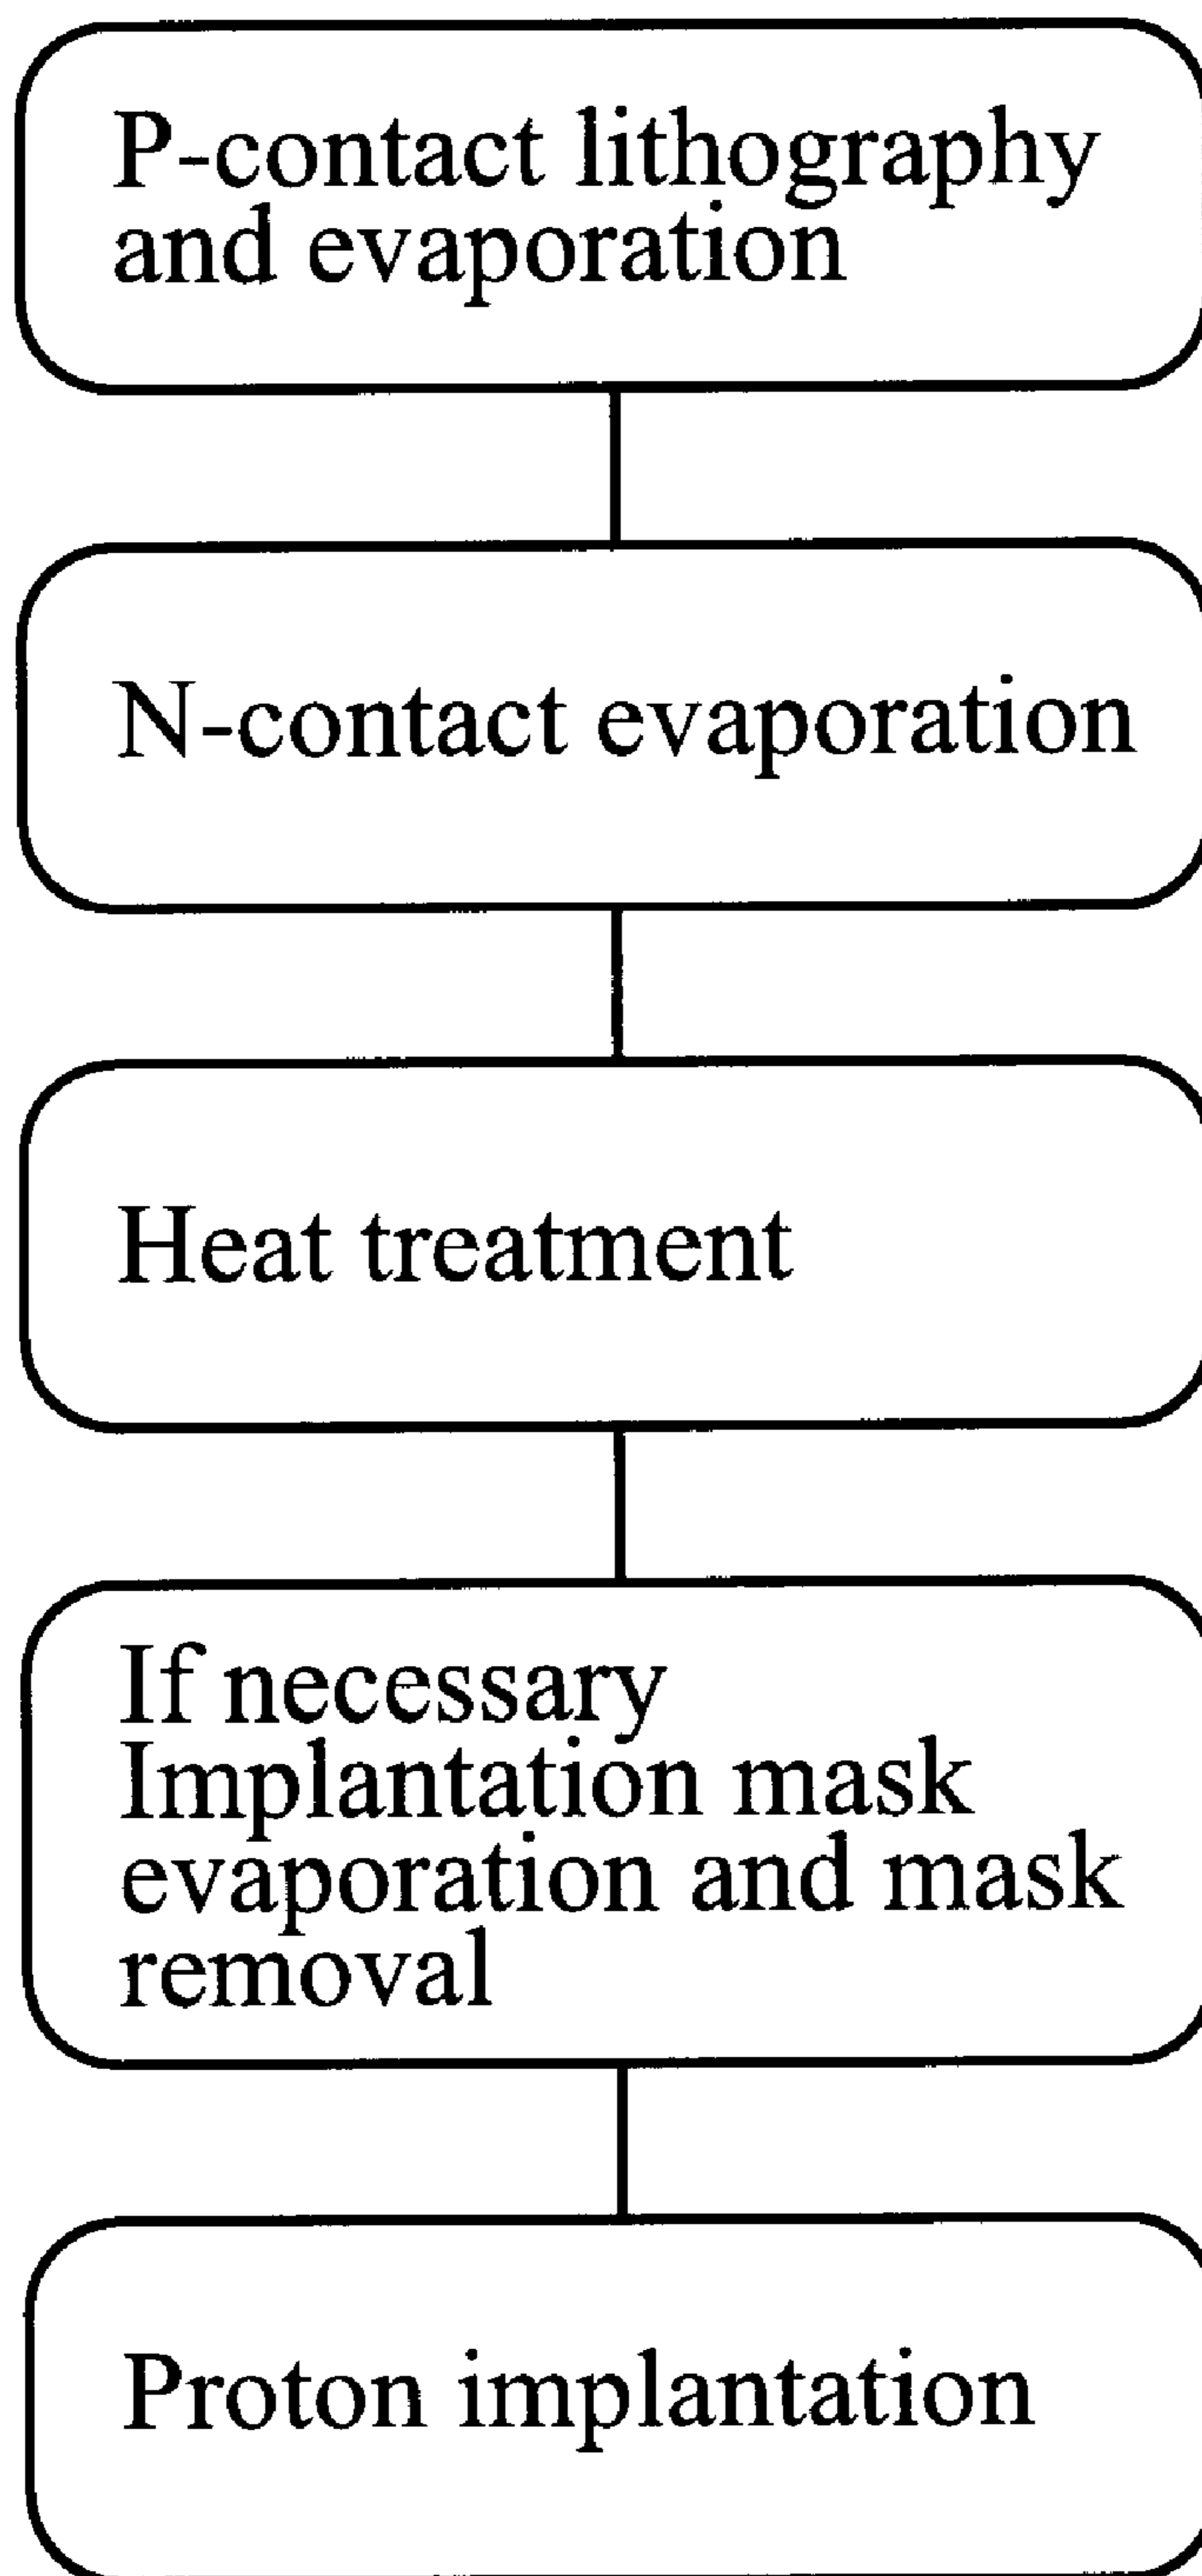 P-contact lithography
and evaporation
N-contact evaporation
Heat treatment
If necessary
Implantation mask
evaporation and mask
removal
Proton implantation